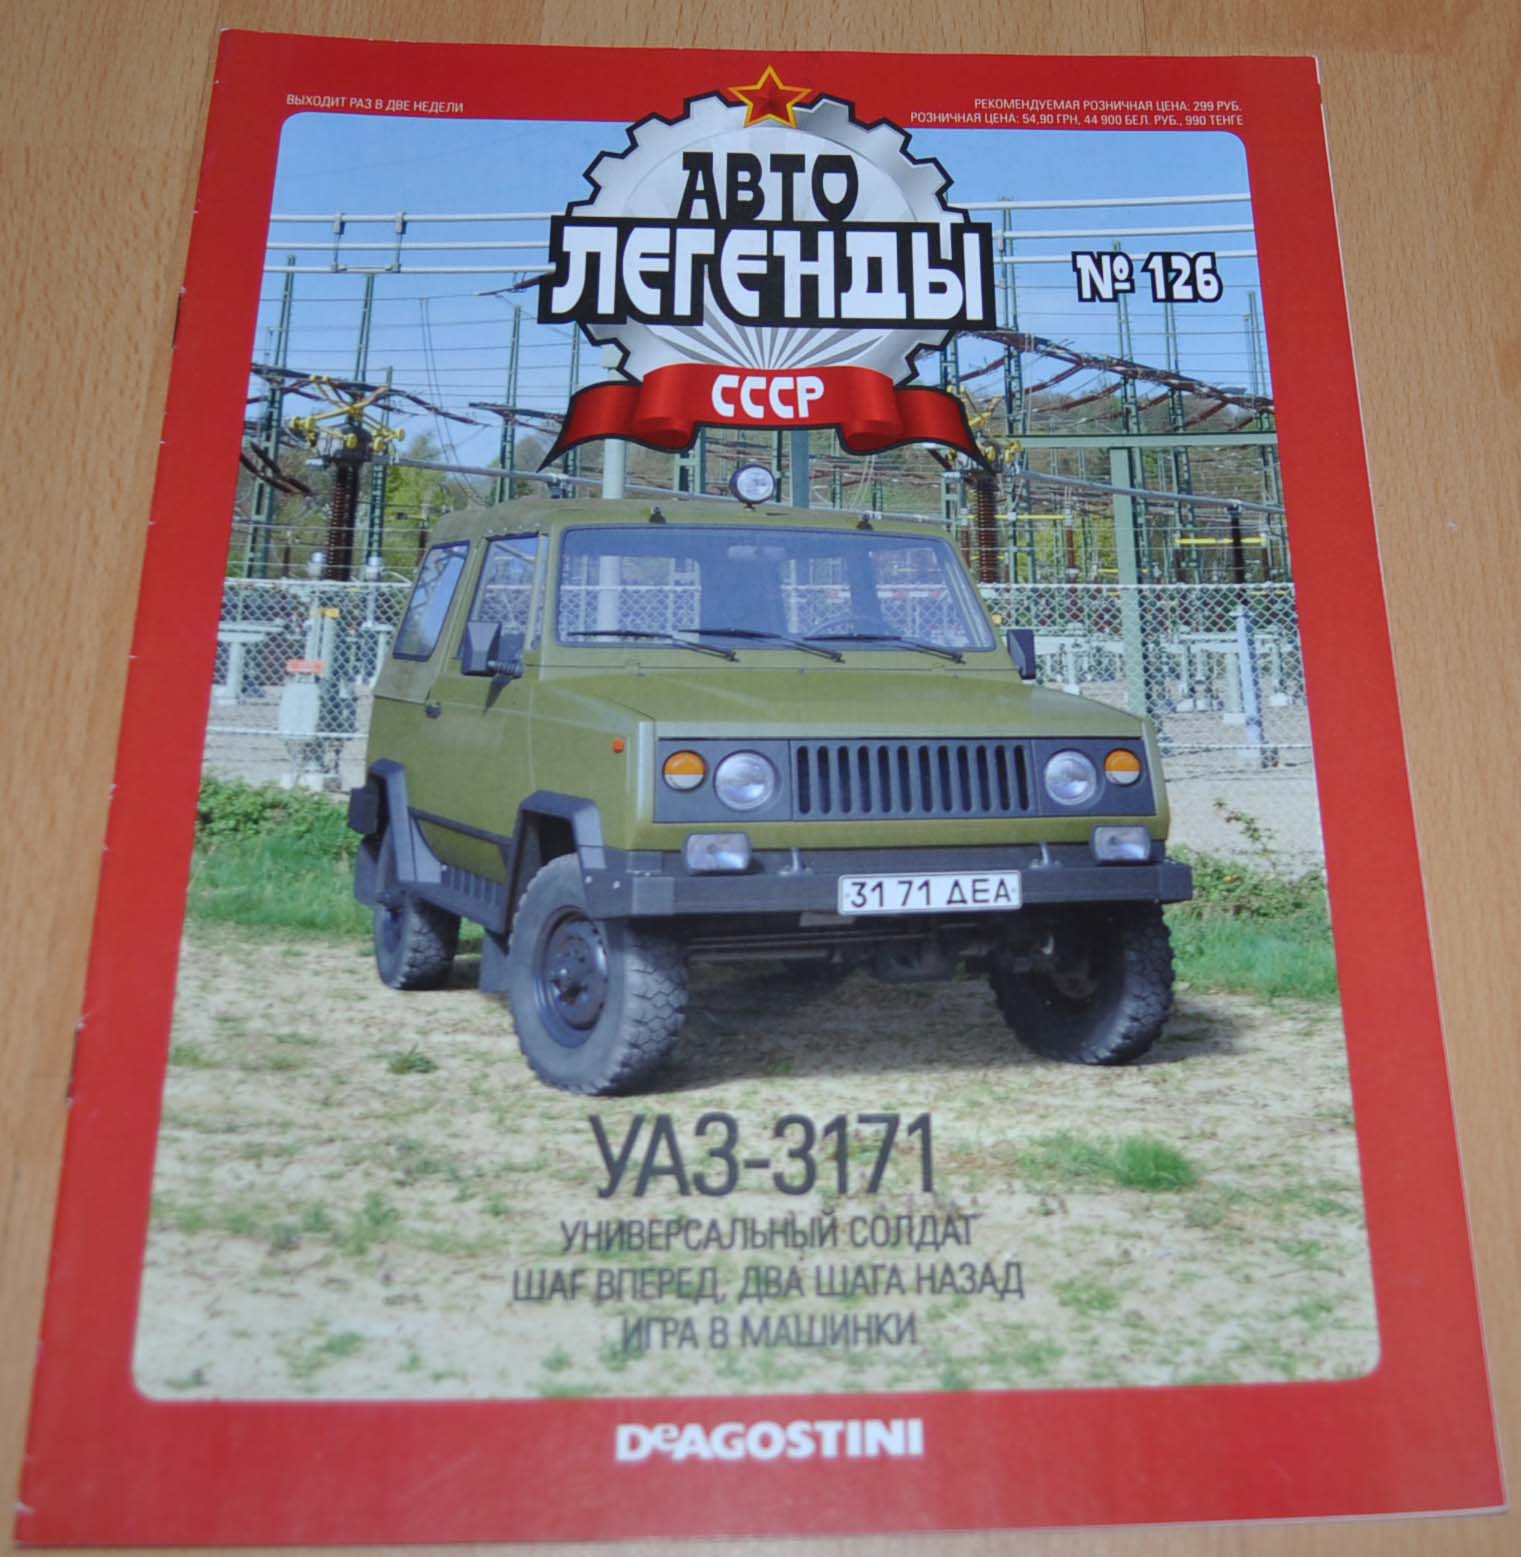 ВЫХОДИТ РАЗ В ДВЕ НЕДЕЛИ
РЕКОМЕНДУЕМАЯ РОЗНИЧНАЯ ЦЕНА: 299 РУБ.
РОЗНИЧНАЯ ЦЕНА: 54,90 ГРН, 44 900 БЕЛ. РУБ., 990 ТЕНГЕ
АВТО
ЛЕГЕНДЫ
СССР
№ 126
31 71 ДЕА
УАЗ-3171
УНИВЕРСАЛЬНЫЙ СОЛДАТ
ШАГ ВПЕРЕД, ДВА ШАГА НАЗАД
ИГРА В МАШИНКИ
DeAGOSTINI